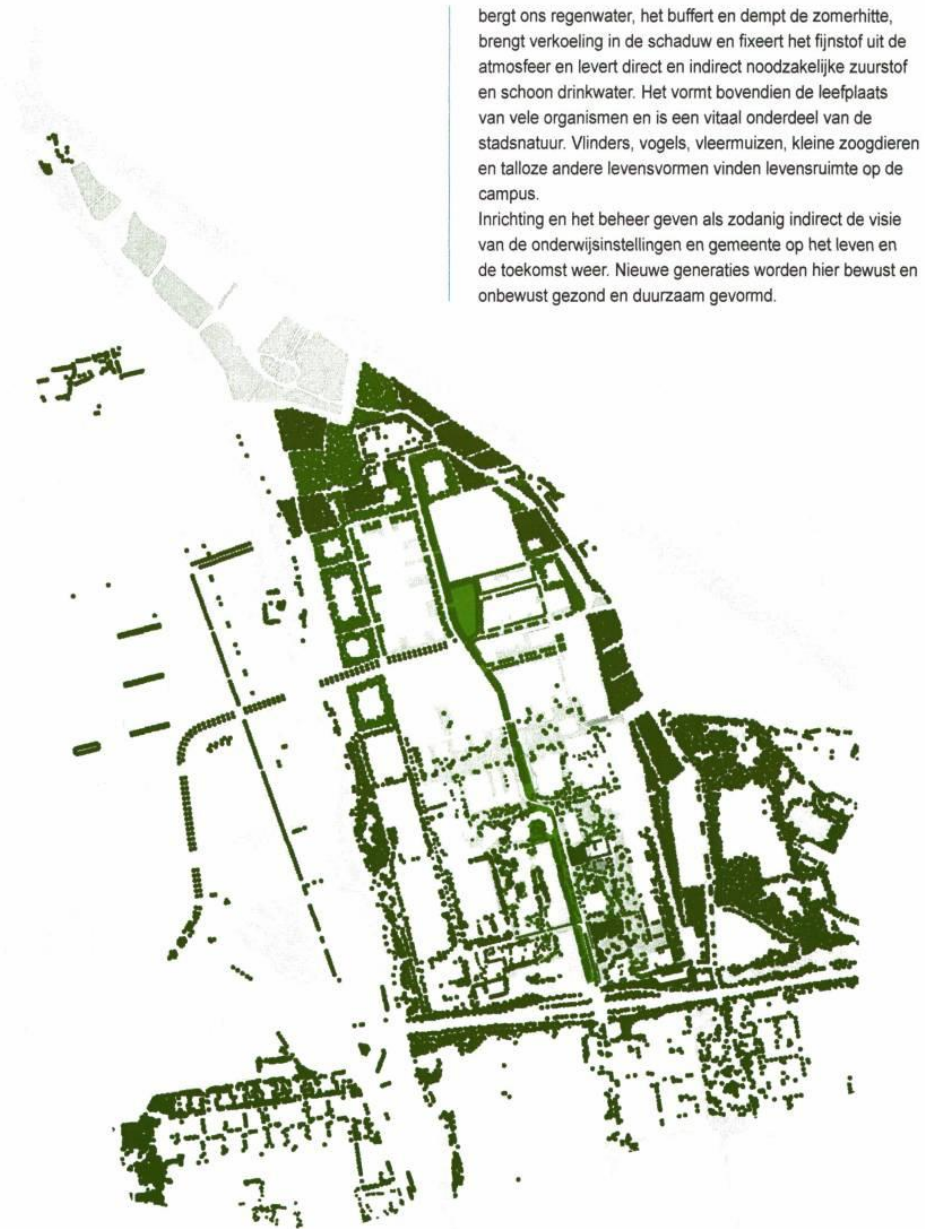 bergt ons regenwater, het buffert en dempt de zomerhitte,
brengt verkoeling in de schaduw en fixeert het fijnstof uit de
atmosfeer en levert direct en indirect noodzakelijke zuurstof
en schoon drinkwater. Het vormt bovendien de leefplaats
van vele organismen en is een vitaal onderdeel van de
stadsnatuur. Vlinders, vogels, vleermuizen, kleine zoogdieren
en talloze andere levensvormen vinden levensruimte op de
campus.
Inrichting en het beheer geven als zodanig indirect de visie
van de onderwijsinstellingen en gemeente op het leven en
de toekomst weer. Nieuwe generaties worden hier bewust en
onbewust gezond en duurzaam gevormd.